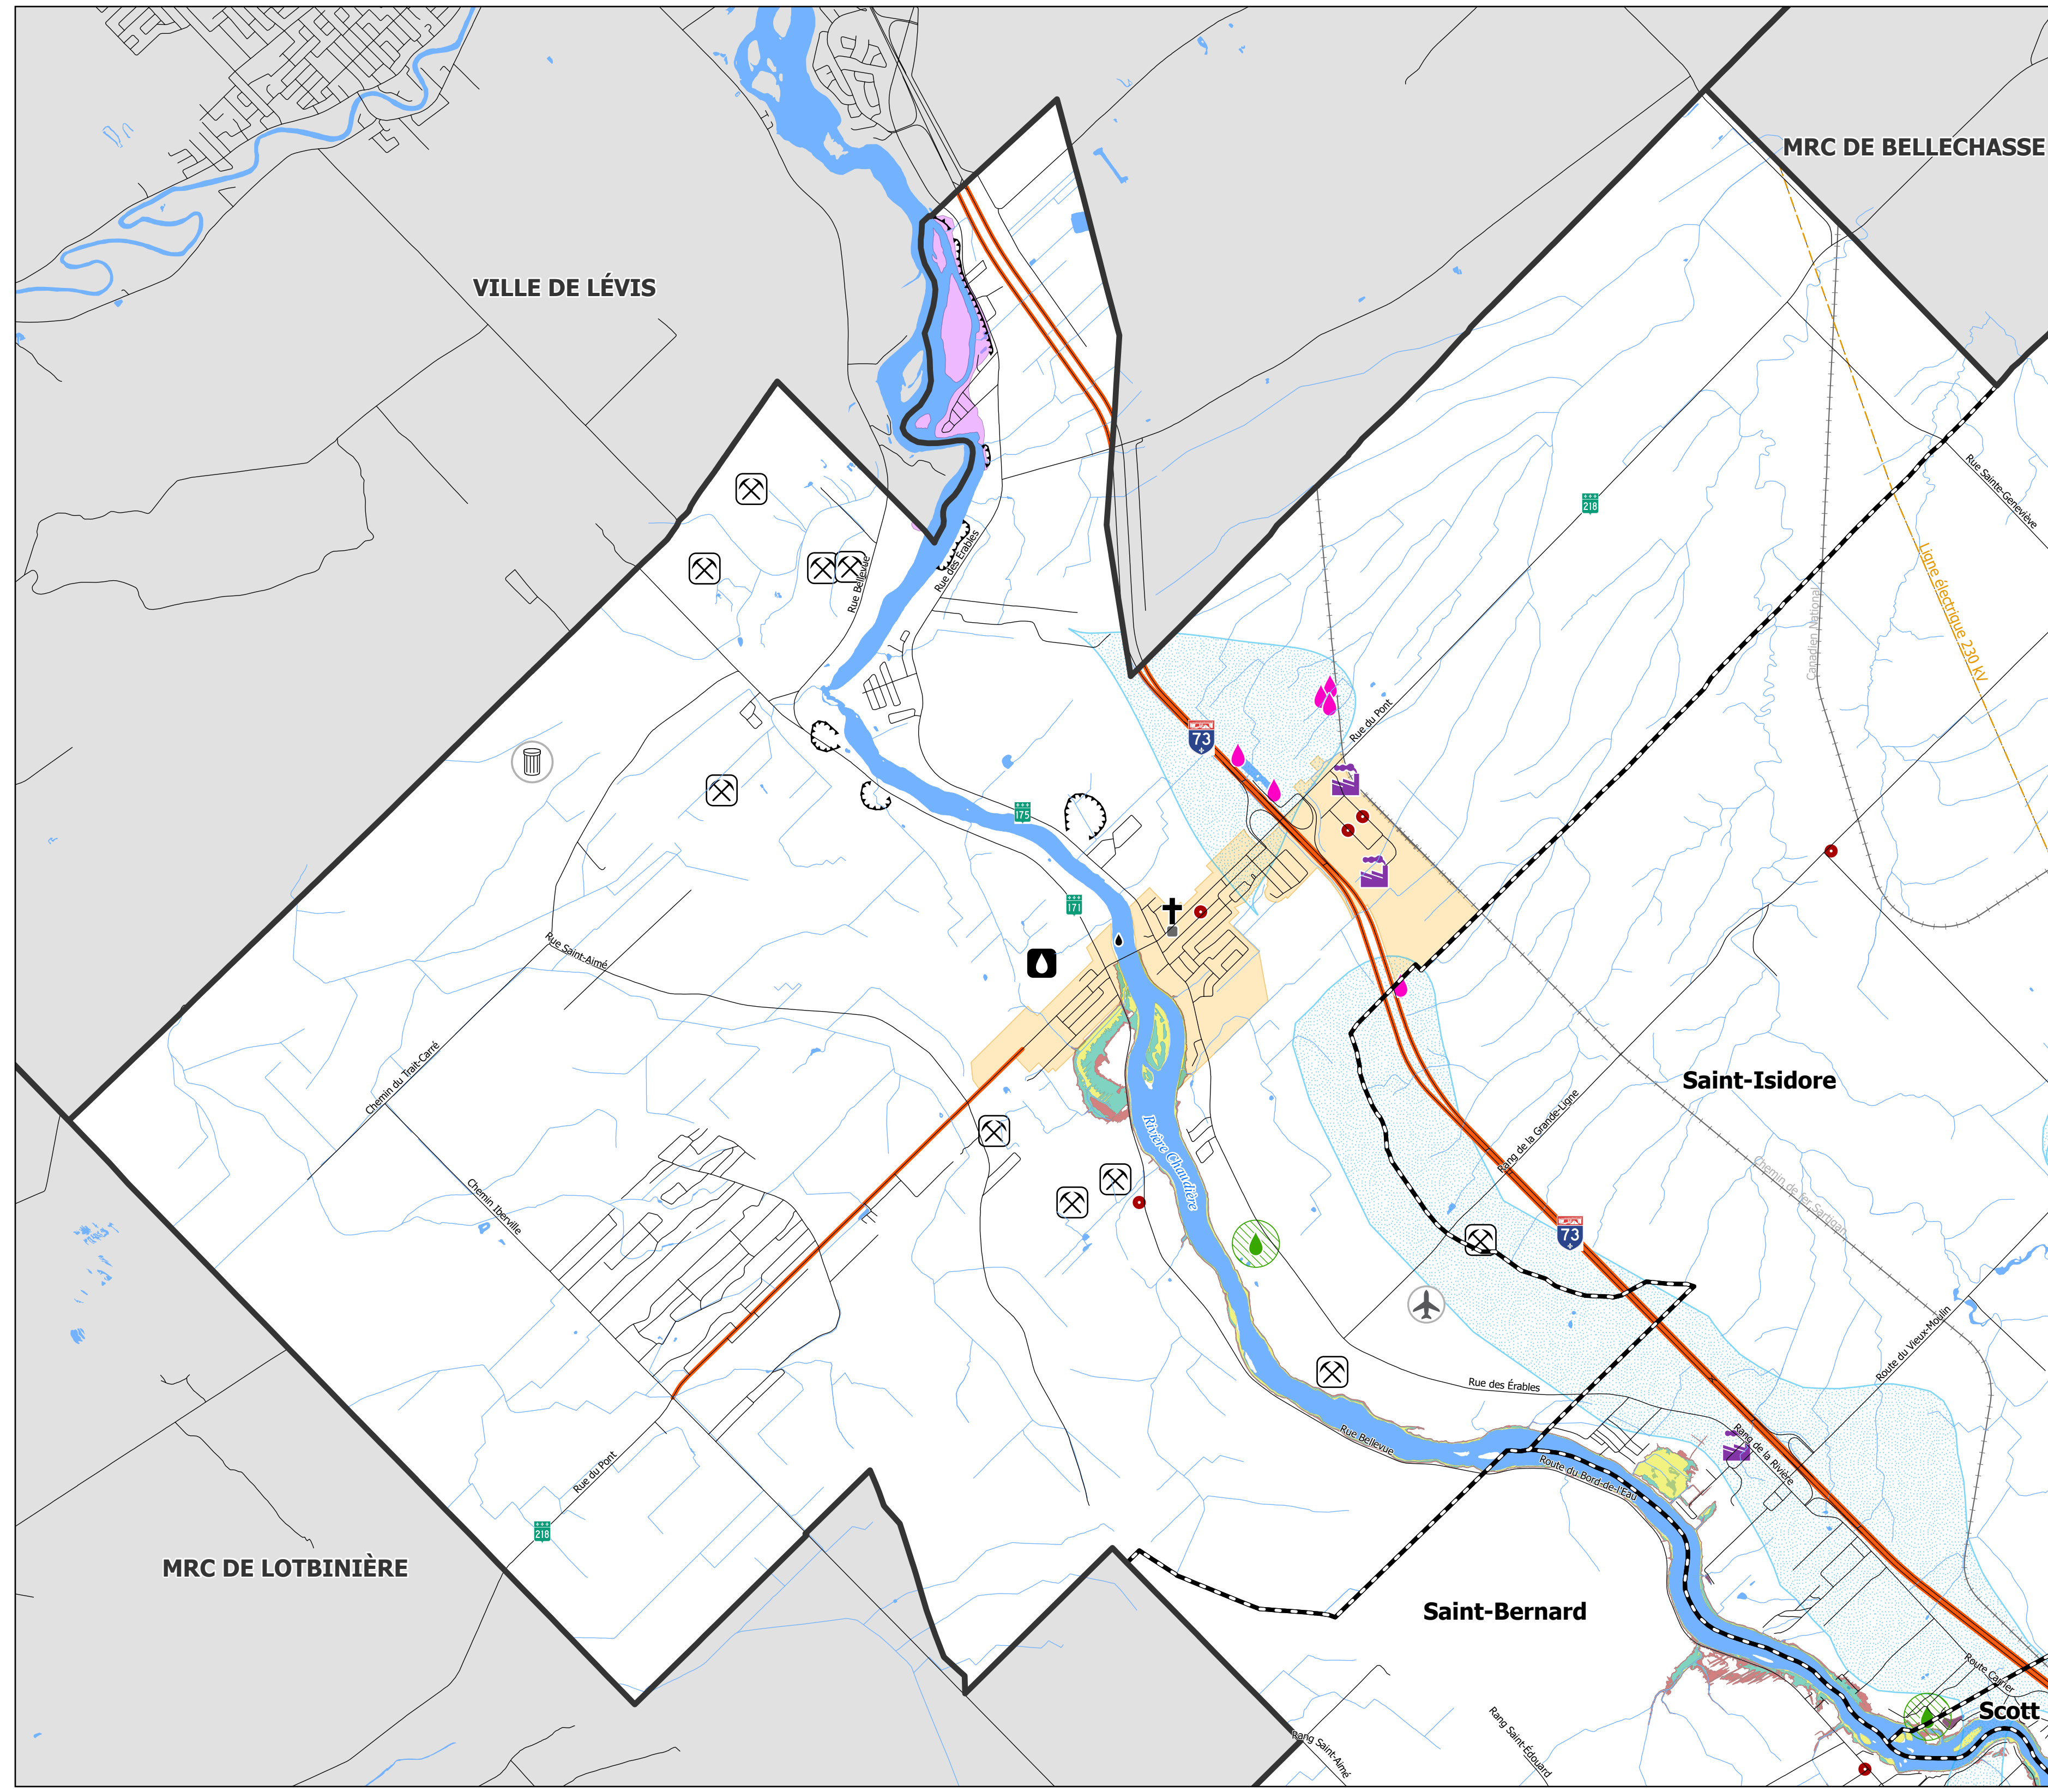 MRC DE BELLECHASSE
VILLE DE LÉVIS
Rue Sainte-Geneviève
218
Ligne électrique 230 kV
Rue Bellevue
Rue des Érables
Canadien National
Rue du Pont
73
175
171
Rue Saint-Aimé
Chemin du Trait-Carré
Saint-Isidore
Rang de la Grande-Ligne
Rivière Chaudière
Chemin de fer Sartigan
Chemin Iberville
73
Route du Vieux-Moulin
Rue des Érables
Rue Bellevue
Rang de la Rivière
Route du Bord-de-l'Eau
Rue du Pont
218
MRC DE LOTBINIÈRE
Saint-Bernard
Route Carrier
Scott
Rang Saint-Aimé
Rang Saint-Édouard